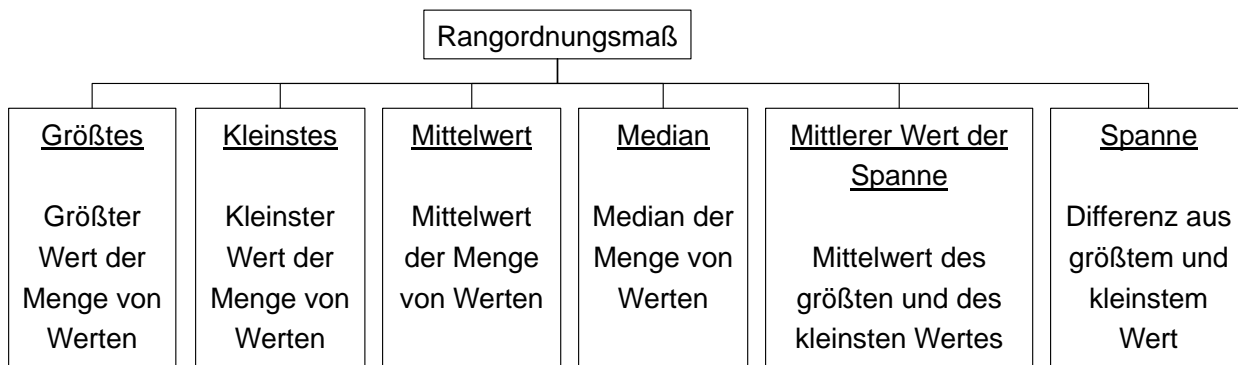 Rangordnungsmaß
Größtes
Größter
Wert der
Menge von
Werten
Kleinstes
Kleinster
Wert der
Menge von
Werten
Mittelwert
Mittelwert
der Menge
von Werten
Median
Median der
Menge von
Werten
Mittlerer Wert der
Spanne
Mittelwert des
größten und des
kleinsten Wertes
Spanne
Differenz aus
größtem und
kleinstem
Wert